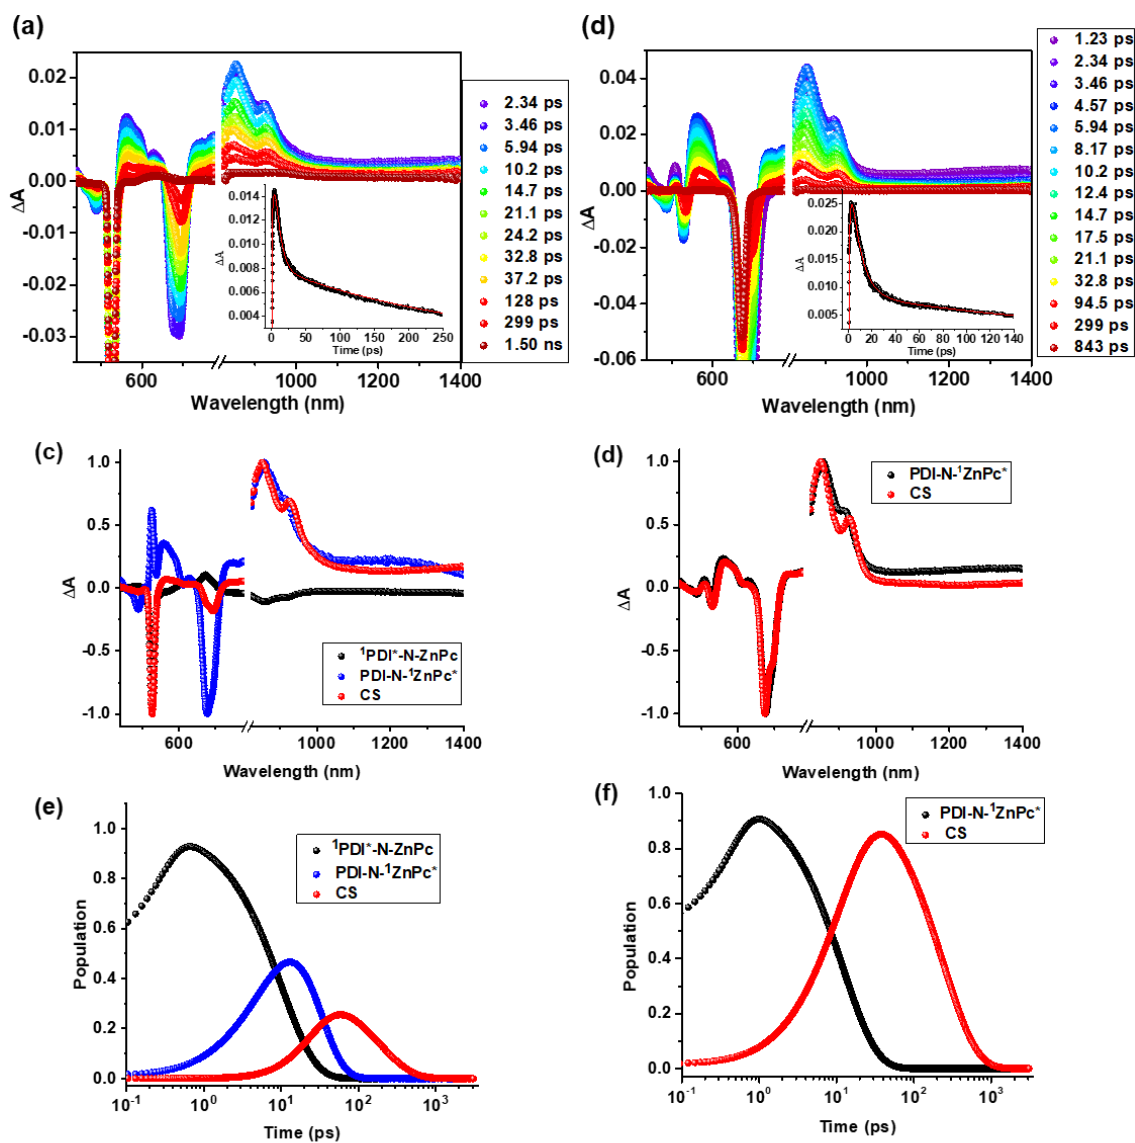 (a)
0.02
0.01
0.00
-0.01
-0.02
-0.03
ΔA
600
1000
1200
1400
Wavelength (nm)
0.014
0.012
0.010
0.008
0.006
0.004
ΔA
0
50
100
150
200
250
Time (ps)
2.34 ps
3.46 ps
5.94 ps
10.2 ps
14.7 ps
21.1 ps
24.2 ps
32.8 ps
37.2 ps
128 ps
299 ps
1.50 ns
(d)
0.04
0.02
0.00
-0.02
-0.04
-0.06
ΔA
600
800
1000
1200
1400
Wavelength (nm)
0.025
0.020
0.015
0.010
0.005
ΔA
0
20
40
60
80
100
120
140
Time (ps)
1.23 ps
2.34 ps
3.46 ps
4.57 ps
5.94 ps
8.17 ps
10.2 ps
12.4 ps
14.7 ps
17.5 ps
21.1 ps
32.8 ps
94.5 ps
299 ps
843 ps
(c)
1.0
0.5
0.0
-0.5
-1.0
ΔA
600
1000
1200
1400
Wavelength (nm)
¹PDI*-N-ZnPc
PDI-N-¹ZnPc*
CS
(d)
1.0
0.5
0.0
-0.5
-1.0
ΔA
600
1000
1200
1400
Wavelength (nm)
PDI-N-¹ZnPc*
CS
(e)
1.0
0.8
0.6
0.4
0.2
0.0
Population
10⁻¹
10⁰
10¹
10²
10³
Time (ps)
¹PDI*-N-ZnPc
PDI-N-¹ZnPc*
CS
(f)
1.0
0.8
0.6
0.4
0.2
0.0
Population
10⁻¹
10⁰
10¹
10²
10³
Time (ps)
PDI-N-¹ZnPc*
CS